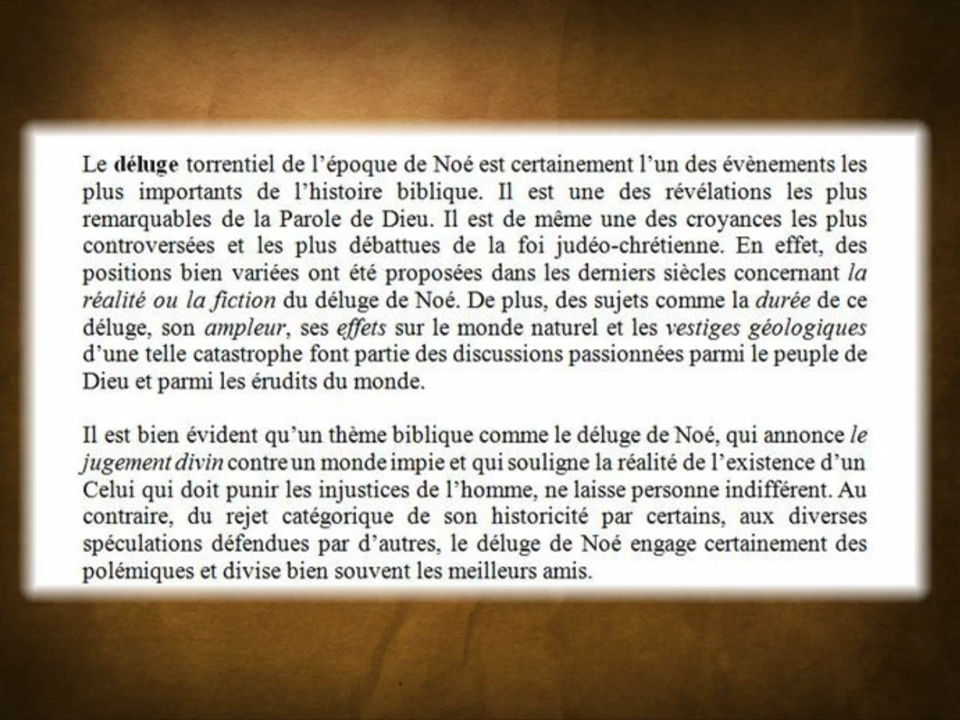 Le déluge torrentiel de l’époque de Noé est certainement l’un des évènements les
plus importants de l’histoire biblique. Il est une des révélations les plus
remarquables de la Parole de Dieu. Il est de même une des croyances les plus
controversées et les plus débattues de la foi judéo-chrétienne. En effet, des
positions bien variées ont été proposées dans les derniers siècles concernant la
réalité ou la fiction du déluge de Noé. De plus, des sujets comme la durée de ce
déluge, son ampleur, ses effets sur le monde naturel et les vestiges géologiques
d’une telle catastrophe font partie des discussions passionnées parmi le peuple de
Dieu et parmi les érudits du monde.
Il est bien évident qu’un thème biblique comme le déluge de Noé, qui annonce le
jugement divin contre un monde impie et qui souligne la réalité de l’existence d’un
Celui qui doit punir les injustices de l’homme, ne laisse personne indifférent. Au
contraire, du rejet catégorique de son historicité par certains, aux diverses
spéculations défendues par d’autres, le déluge de Noé engage certainement des
polémiques et divise bien souvent les meilleurs amis.